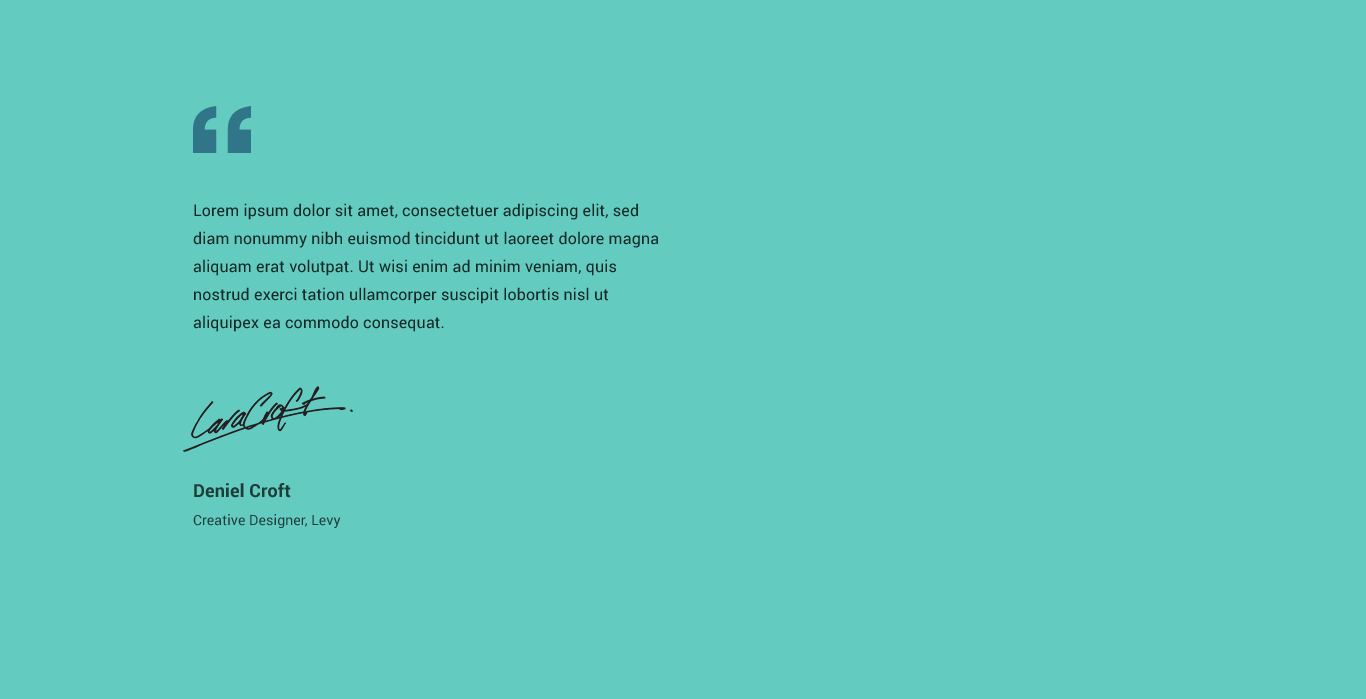 Lorem ipsum dolor sit amet, consectetuer adipiscing elit, sed
diam nonummy nibh euismod tincidunt ut laoreet dolore magna
aliquam erat volutpat. Ut wisi enim ad minim veniam, quis
nostrud exerci tation ullamcorper suscipit lobortis nisl ut
aliquipex ea commodo consequat.
LaraCroft.
Deniel Croft
Creative Designer, Levy